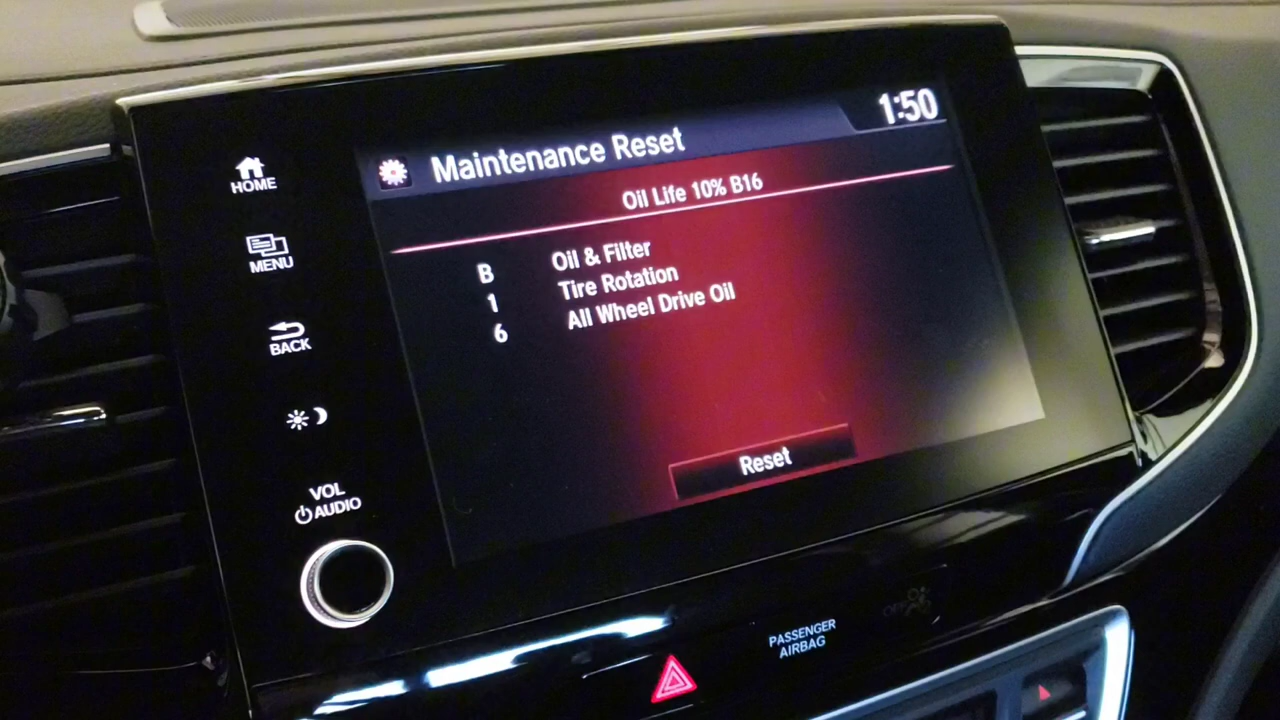 HOME
MENU
BACK
VOL
AUDIO
Maintenance Reset
1:50
Oil Life 10% B16
B Oil & Filter
1 Tire Rotation
6 All Wheel Drive Oil
Reset
PASSENGER
AIRBAG
OFF